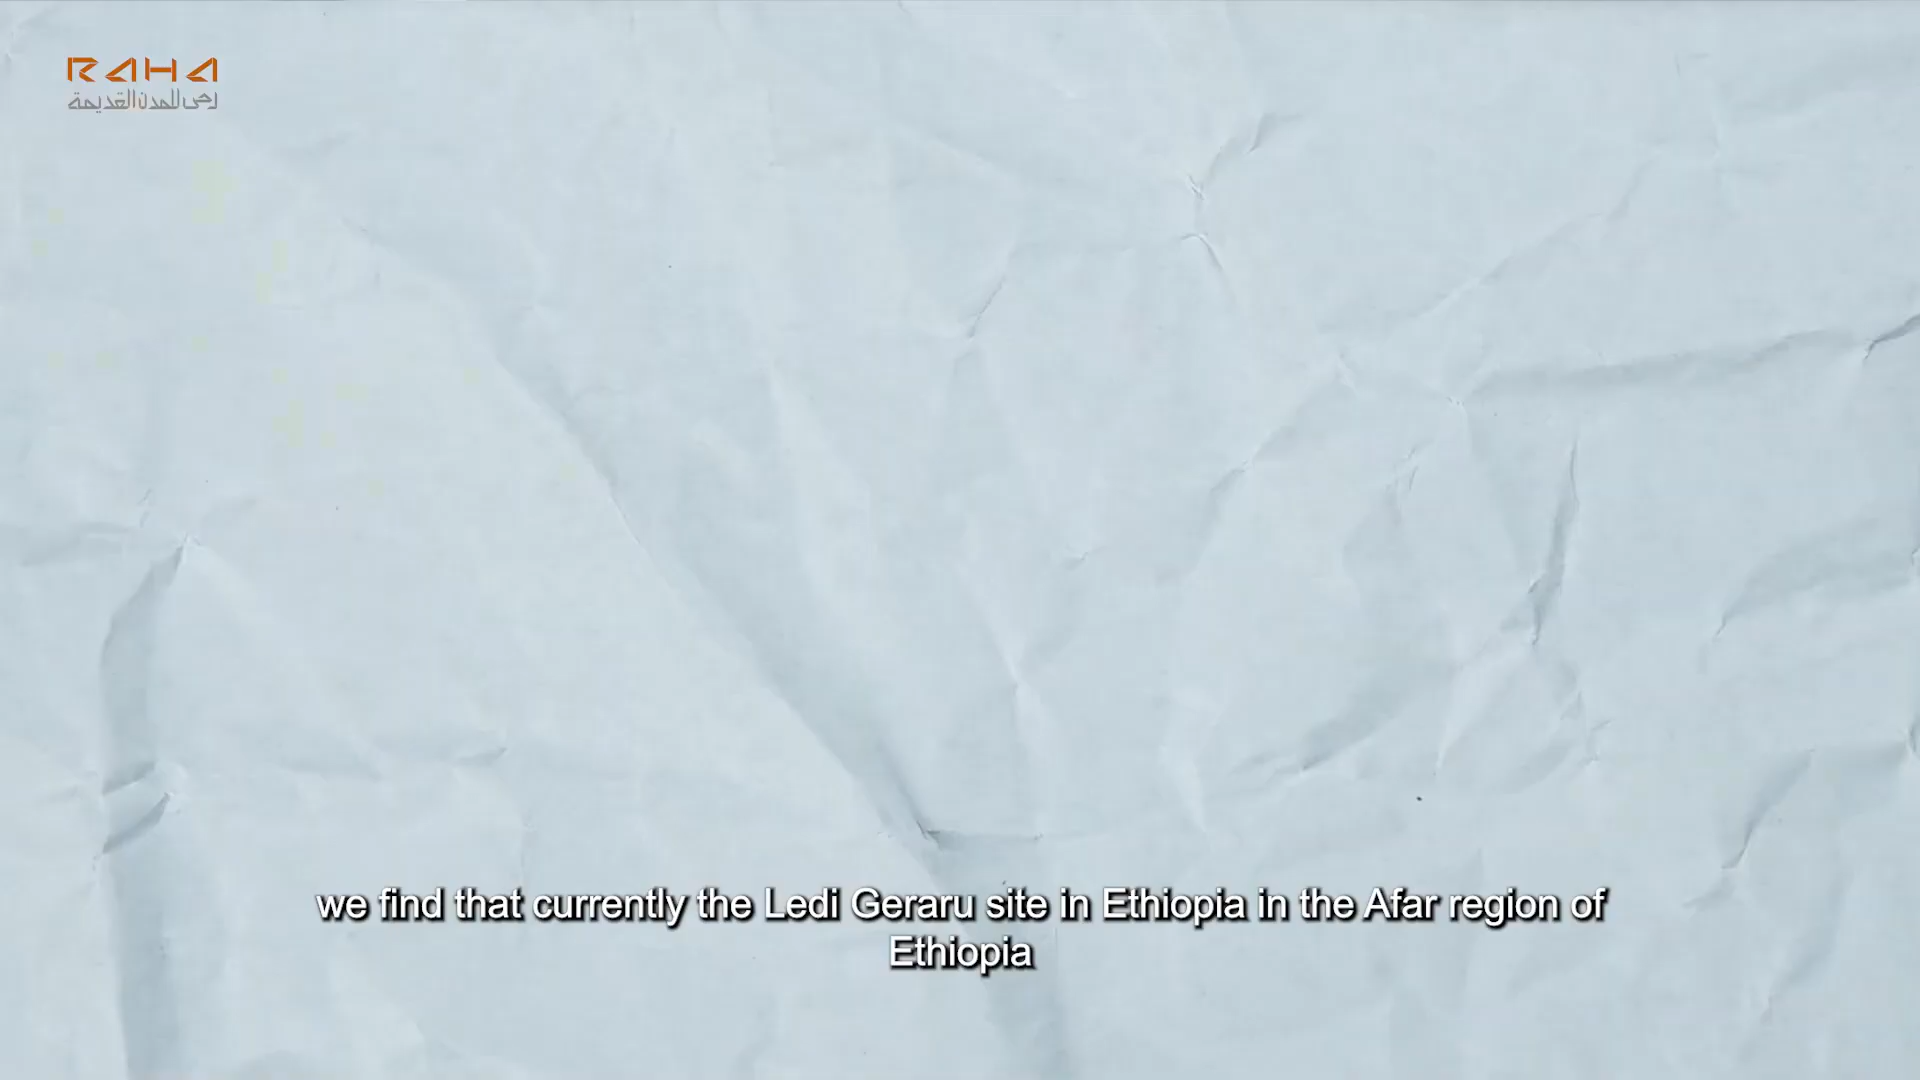 RAHA
رحى للمدن القديمة
we find that currently the Ledi Geraru site in Ethiopia in the Afar region of
Ethiopia